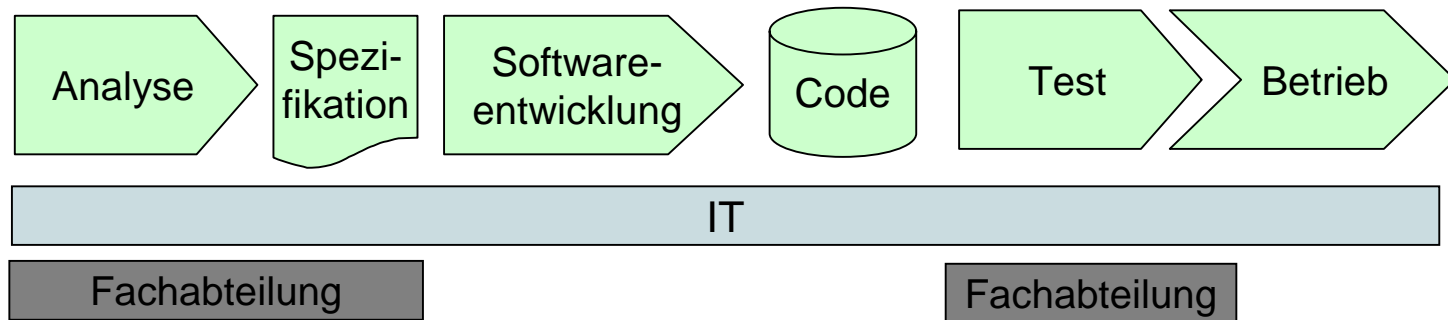 Analyse
Spezi-
fikation
Software-
entwicklung
Code
Test
Betrieb
IT
Fachabteilung
Fachabteilung